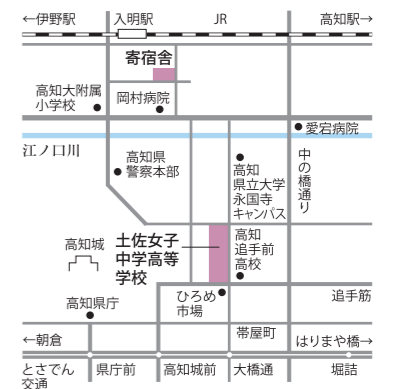 ←伊野駅
入明駅
JR
高知駅→
寄宿舎
高知大附属
小学校
岡村病院
愛宕病院
江ノ口川
高知県
警察本部
高知
県立大学
永国寺
キャンパス
中の橋通り
高知城
土佐女子
中学高等
学校
高知
追手前
高校
ひろめ
市場
追手筋
高知県庁
帯屋町
←朝倉
はりまや橋→
とさでん
交通
県庁前
高知城前
大橋通
堀詰